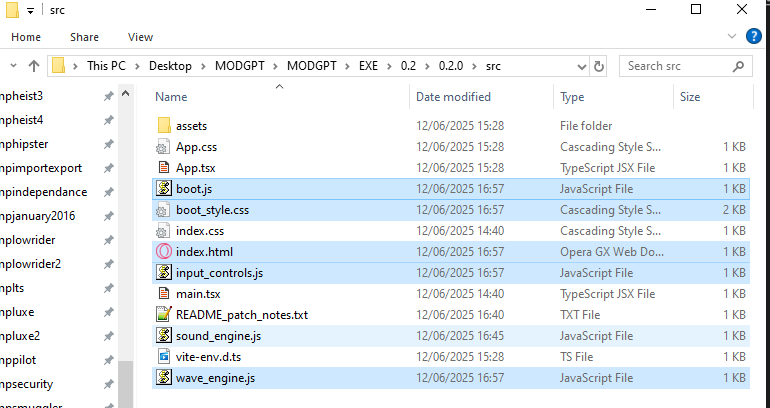 src
Home Share View
This PC Desktop MODGPT MODGPT EXE 0.2 0.2.0 src Search src
Name Date modified Type Size
npheist3
npheist4
nphipster
npimportexport
npindependance
npjanuary2016
nplowrider
nplowrider2
nplts
npluxe
npluxe2
nppilot
npsecurity
npsmuggler
assets 12/06/2025 15:28 File folder
App.css 12/06/2025 15:28 Cascading Style S... 1 KB
App.tsx 12/06/2025 15:28 TypeScript JSX File 1 KB
boot.js 12/06/2025 16:57 JavaScript File 1 KB
boot_style.css 12/06/2025 16:57 Cascading Style S... 2 KB
index.css 12/06/2025 14:40 Cascading Style S... 1 KB
index.html 12/06/2025 16:57 Opera GX Web Do... 1 KB
input_controls.js 12/06/2025 16:57 JavaScript File 1 KB
main.tsx 12/06/2025 14:40 TypeScript JSX File 1 KB
README_patch_notes.txt 12/06/2025 16:40 TXT File 1 KB
sound_engine.js 12/06/2025 16:45 JavaScript File 1 KB
vite-env.d.ts 12/06/2025 15:28 TS File 1 KB
wave_engine.js 12/06/2025 16:57 JavaScript File 1 KB